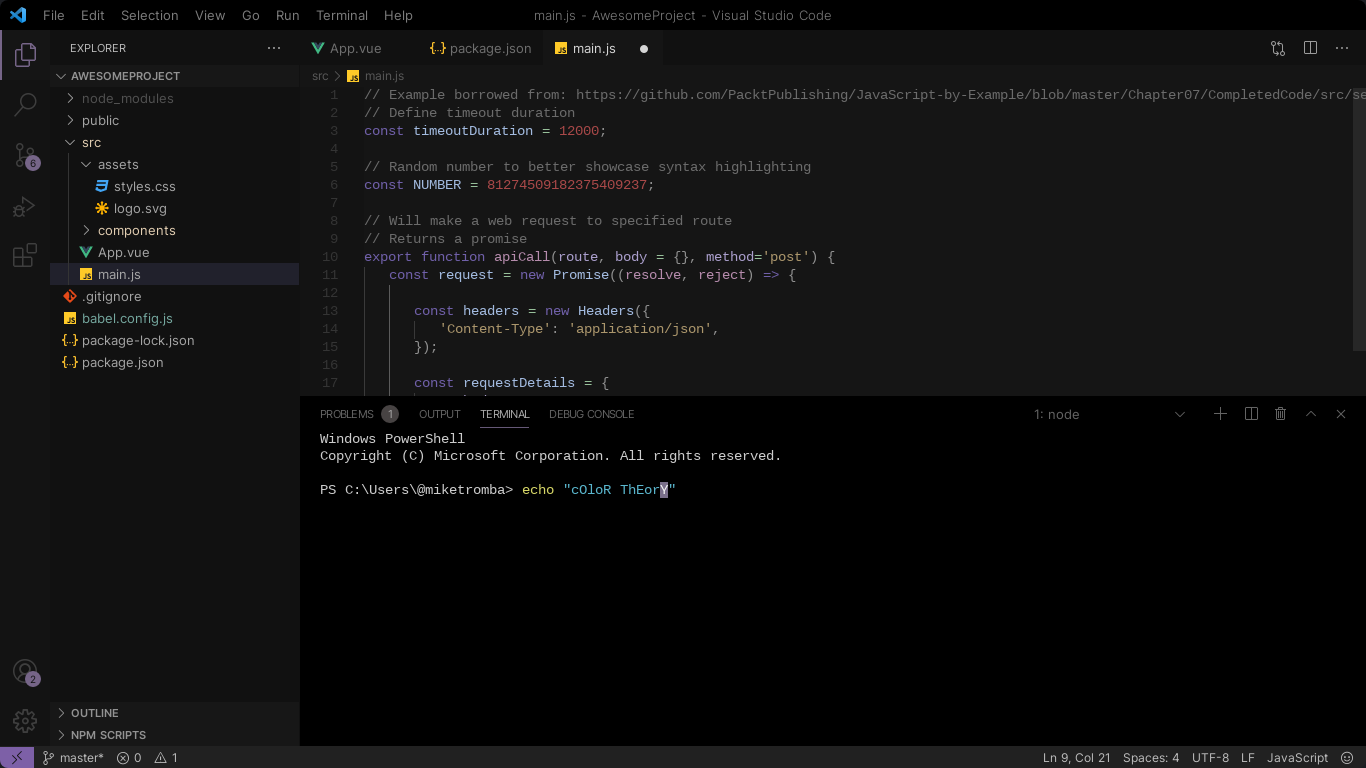 File Edit Selection View Go Run Terminal Help
main.js - AwesomeProject - Visual Studio Code
EXPLORER
AWESOMEPROJECT
node_modules
public
src
assets
styles.css
logo.svg
components
App.vue
main.js
.gitignore
babel.config.js
package-lock.json
package.json
OUTLINE
NPM SCRIPTS
6
2
App.vue
package.json
main.js
src
main.js
1 // Example borrowed from: https://github.com/PacktPublishing/JavaScript-by-Example/blob/master/Chapter07/CompletedCode/src/se
2 // Define timeout duration
3 const timeoutDuration = 12000;
4
5 // Random number to better showcase syntax highlighting
6 const NUMBER = 81274509182375409237;
7
8 // Will make a web request to specified route
9 // Returns a promise
10 export function apiCall(route, body = {}, method='post') {
11 const request = new Promise((resolve, reject) => {
12
13 const headers = new Headers({
14 'Content-Type': 'application/json',
15 });
16
17 const requestDetails = {
PROBLEMS 1 OUTPUT TERMINAL DEBUG CONSOLE
1: node
Windows PowerShell
Copyright (C) Microsoft Corporation. All rights reserved.
PS C:\Users\@miketromba> echo "cOloR ThEorY"
master* 0 1
Ln 9, Col 21 Spaces: 4 UTF-8 LF JavaScript